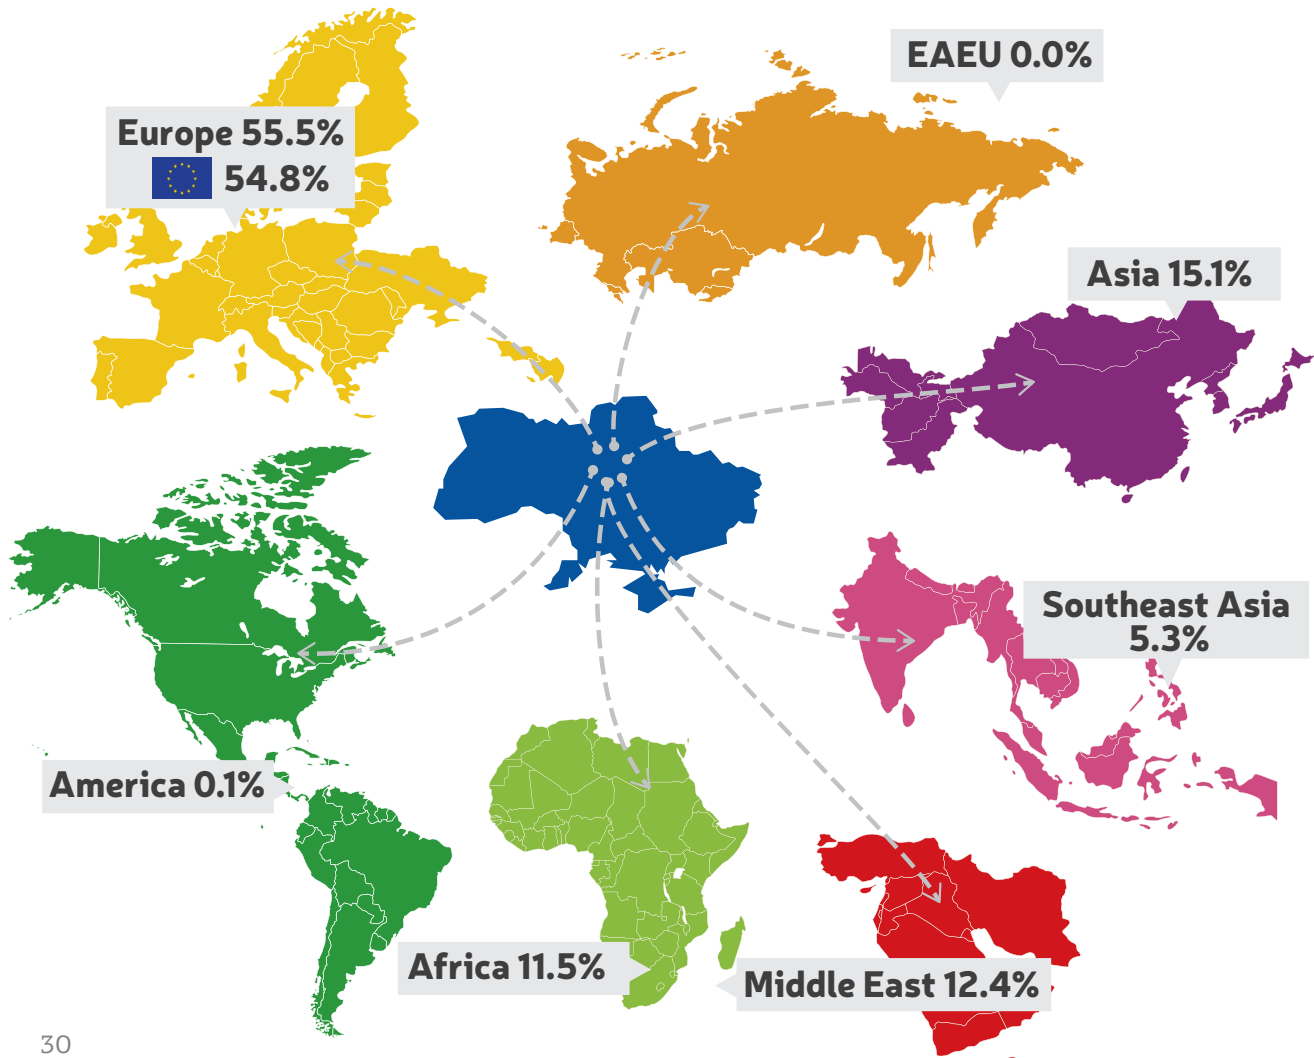 EAEU 0.0%
Europe 55.5%
54.8%
Asia 15.1%
Southeast Asia
5.3%
America 0.1%
Africa 11.5%
Middle East 12.4%
30